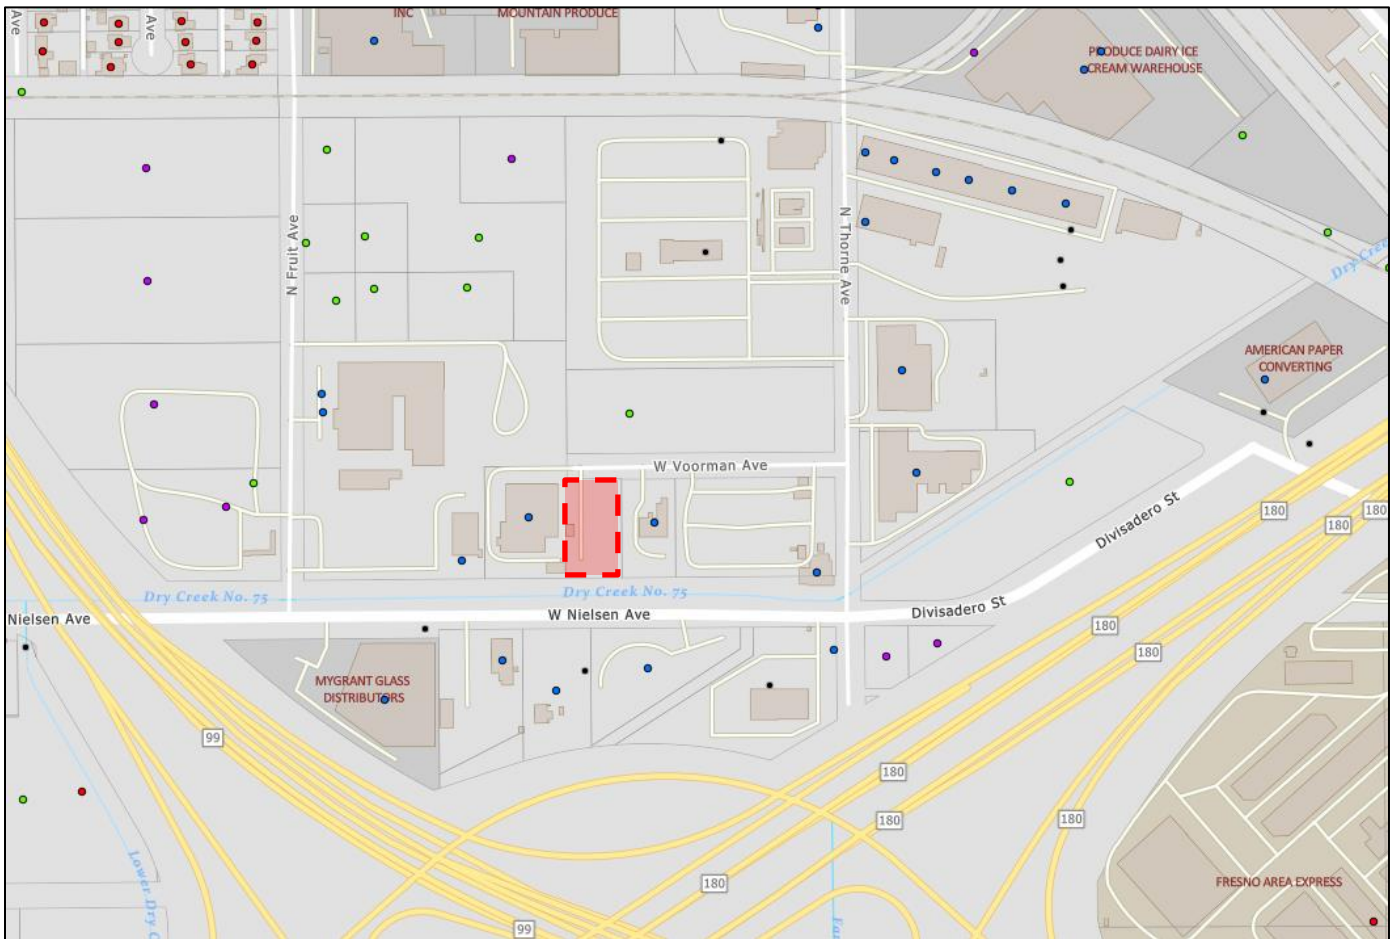 Ave
Ave
INC
MOUNTAIN PRODUCE
PRODUCE DAIRY ICE
CREAM WAREHOUSE
N Fruit Ave
N Thorne Ave
AMERICAN PAPER
CONVERTING
W Voorman Ave
Divisadero St
180
180
180
Dry Creek No. 75
Dry Creek No. 75
Nielsen Ave
W Nielsen Ave
Divisadero St
180
180
MYGRANT GLASS
DISTRIBUTORS
99
180
180
180
180
FRESNO AREA EXPRESS
Lower Dry C
99